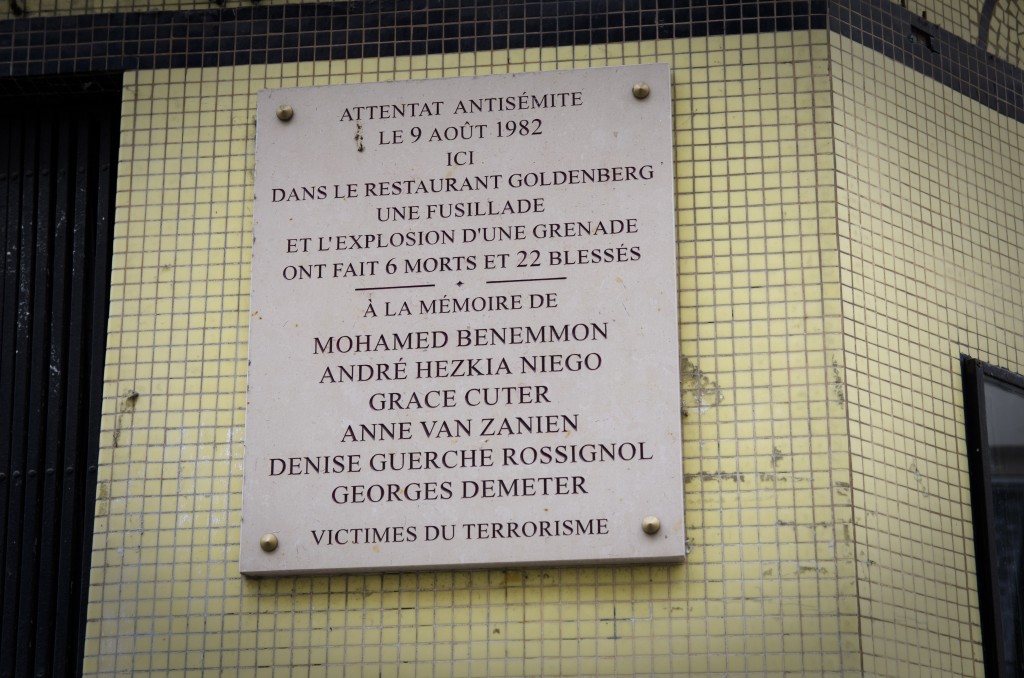 ATTENTAT ANTISÉMITE
LE 9 AOÛT 1982
ICI
DANS LE RESTAURANT GOLDENBERG
UNE FUSILLADE
ET L'EXPLOSION D'UNE GRENADE
ONT FAIT 6 MORTS ET 22 BLESSÉS
À LA MÉMOIRE DE
MOHAMED BENEMMON
ANDRÉ HEZKIA NIEGO
GRACE CUTER
ANNE VAN ZANIEN
DENISE GUERCHE ROSSIGNOL
GEORGES DEMETER
VICTIMES DU TERRORISME